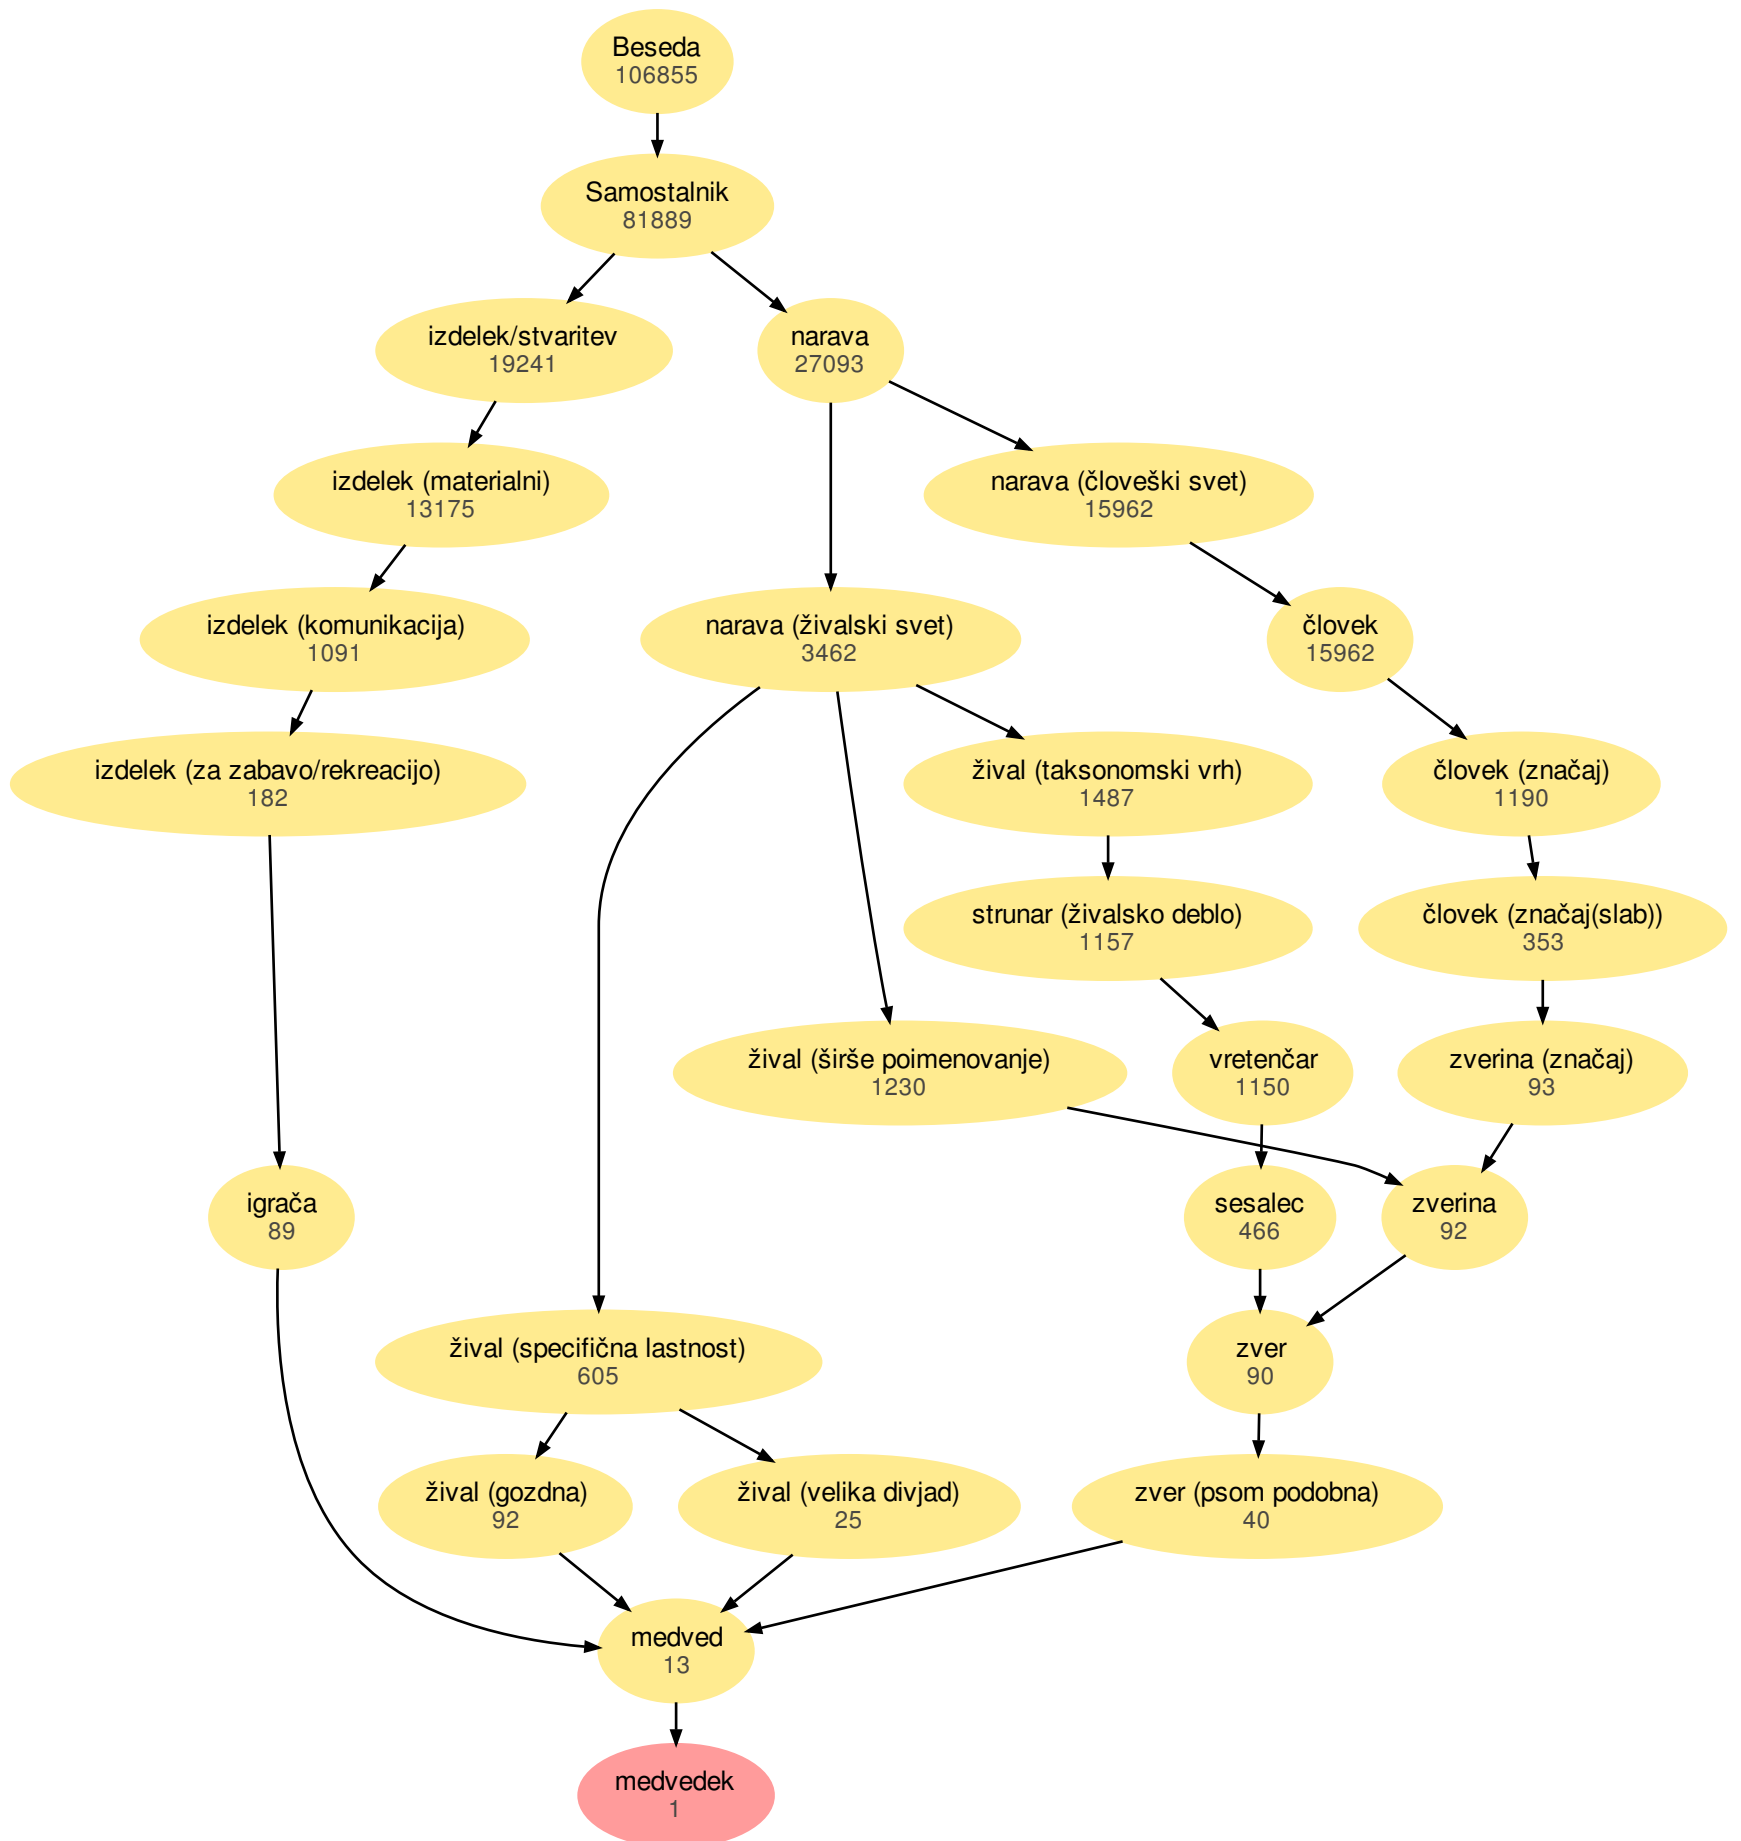 Beseda
106855
Samostalnik
81889
izdelek/stvaritev
19241
narava
27093
izdelek (materialni)
13175
narava (človeški svet)
15962
izdelek (komunikacija)
1091
narava (živalski svet)
3462
človek
15962
izdelek (za zabavo/rekreacijo)
182
žival (taksonomski vrh)
1487
človek (značaj)
1190
strunar (živalsko deblo)
1157
človek (značaj(slab))
353
žival (širše poimenovanje)
1230
vretenčar
1150
zverina (značaj)
93
igrača
89
sesalec
466
zverina
92
žival (specifična lastnost)
605
zver
90
žival (gozdna)
92
žival (velika divjad)
25
zver (psom podobna)
40
medved
13
medvedek
1